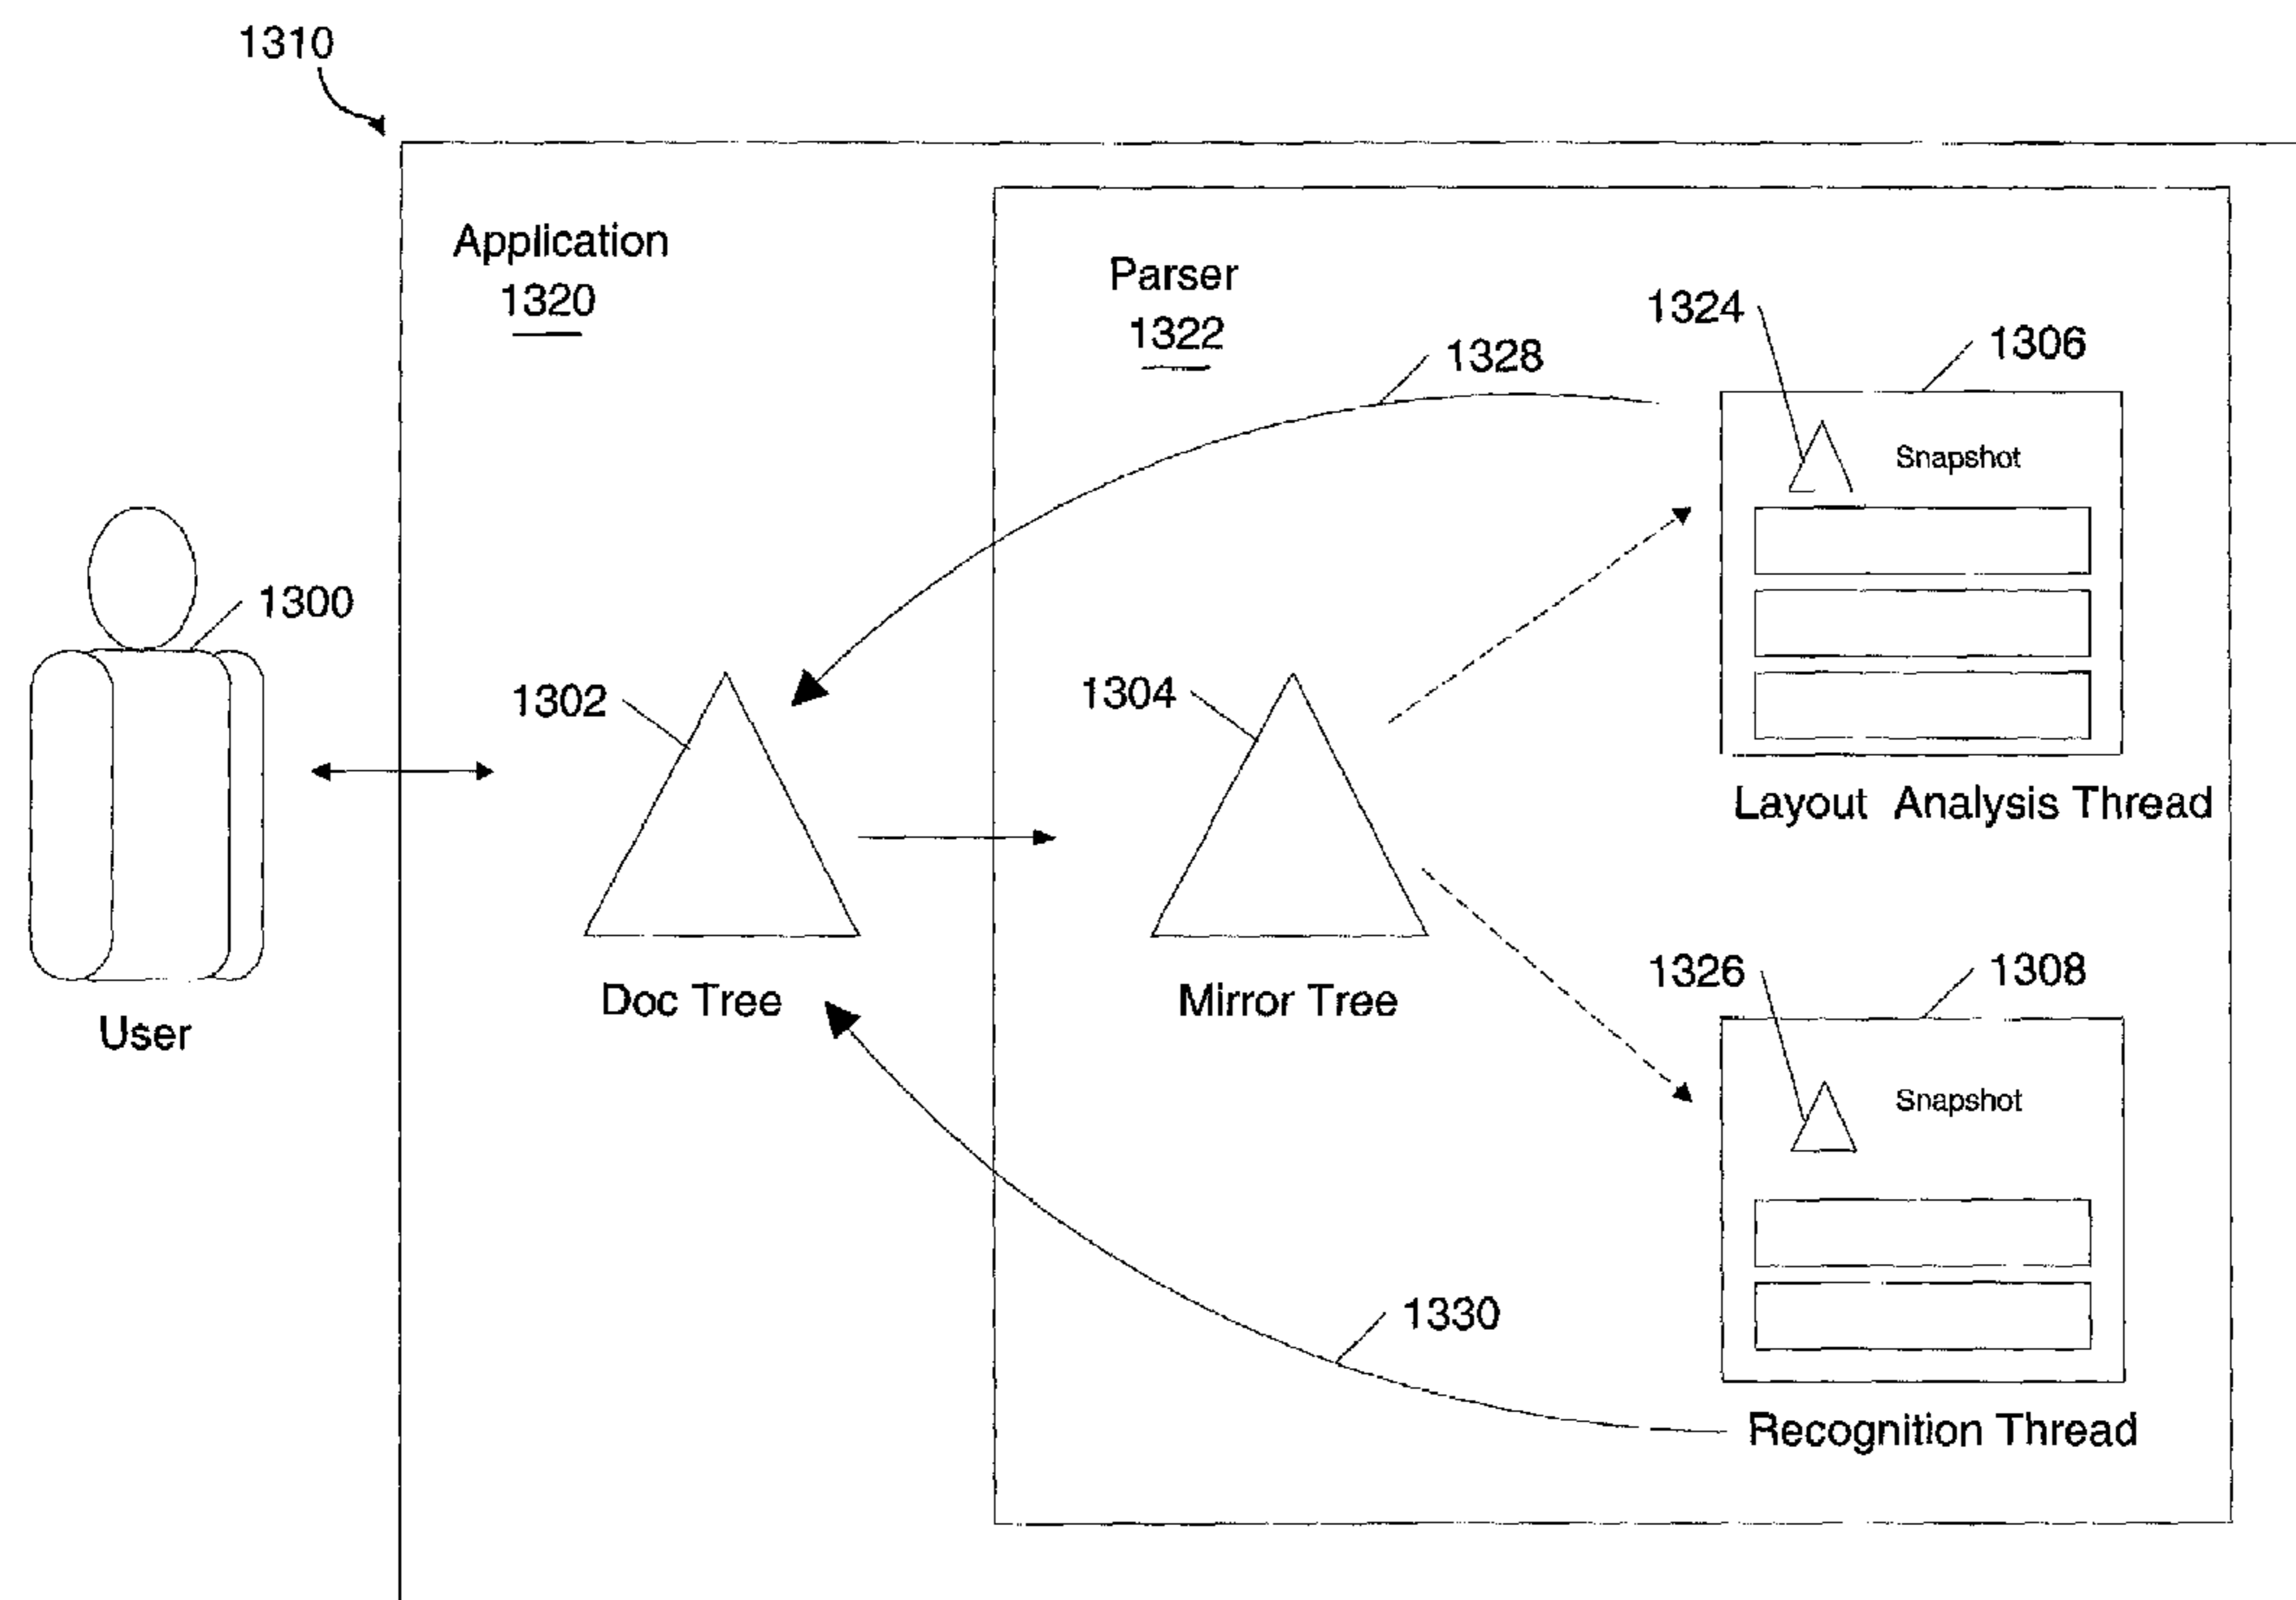 1310
Application
1320
Parser
1322
1324
1306
1328
Snapshot
1300
1302
1304
Layout Analysis Thread
User
Doc Tree
Mirror Tree
1326
1308
Snapshot
1330
Recognition Thread